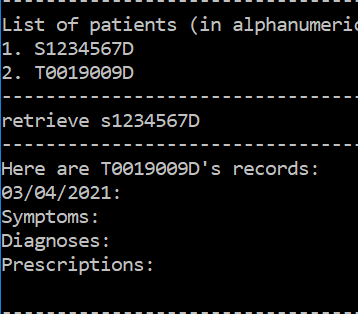 List of patients (in alphanumeric
1. S1234567D
2. T0019009D
retrieve s1234567D
Here are T0019009D's records:
03/04/2021:
Symptoms:
Diagnoses:
Prescriptions: